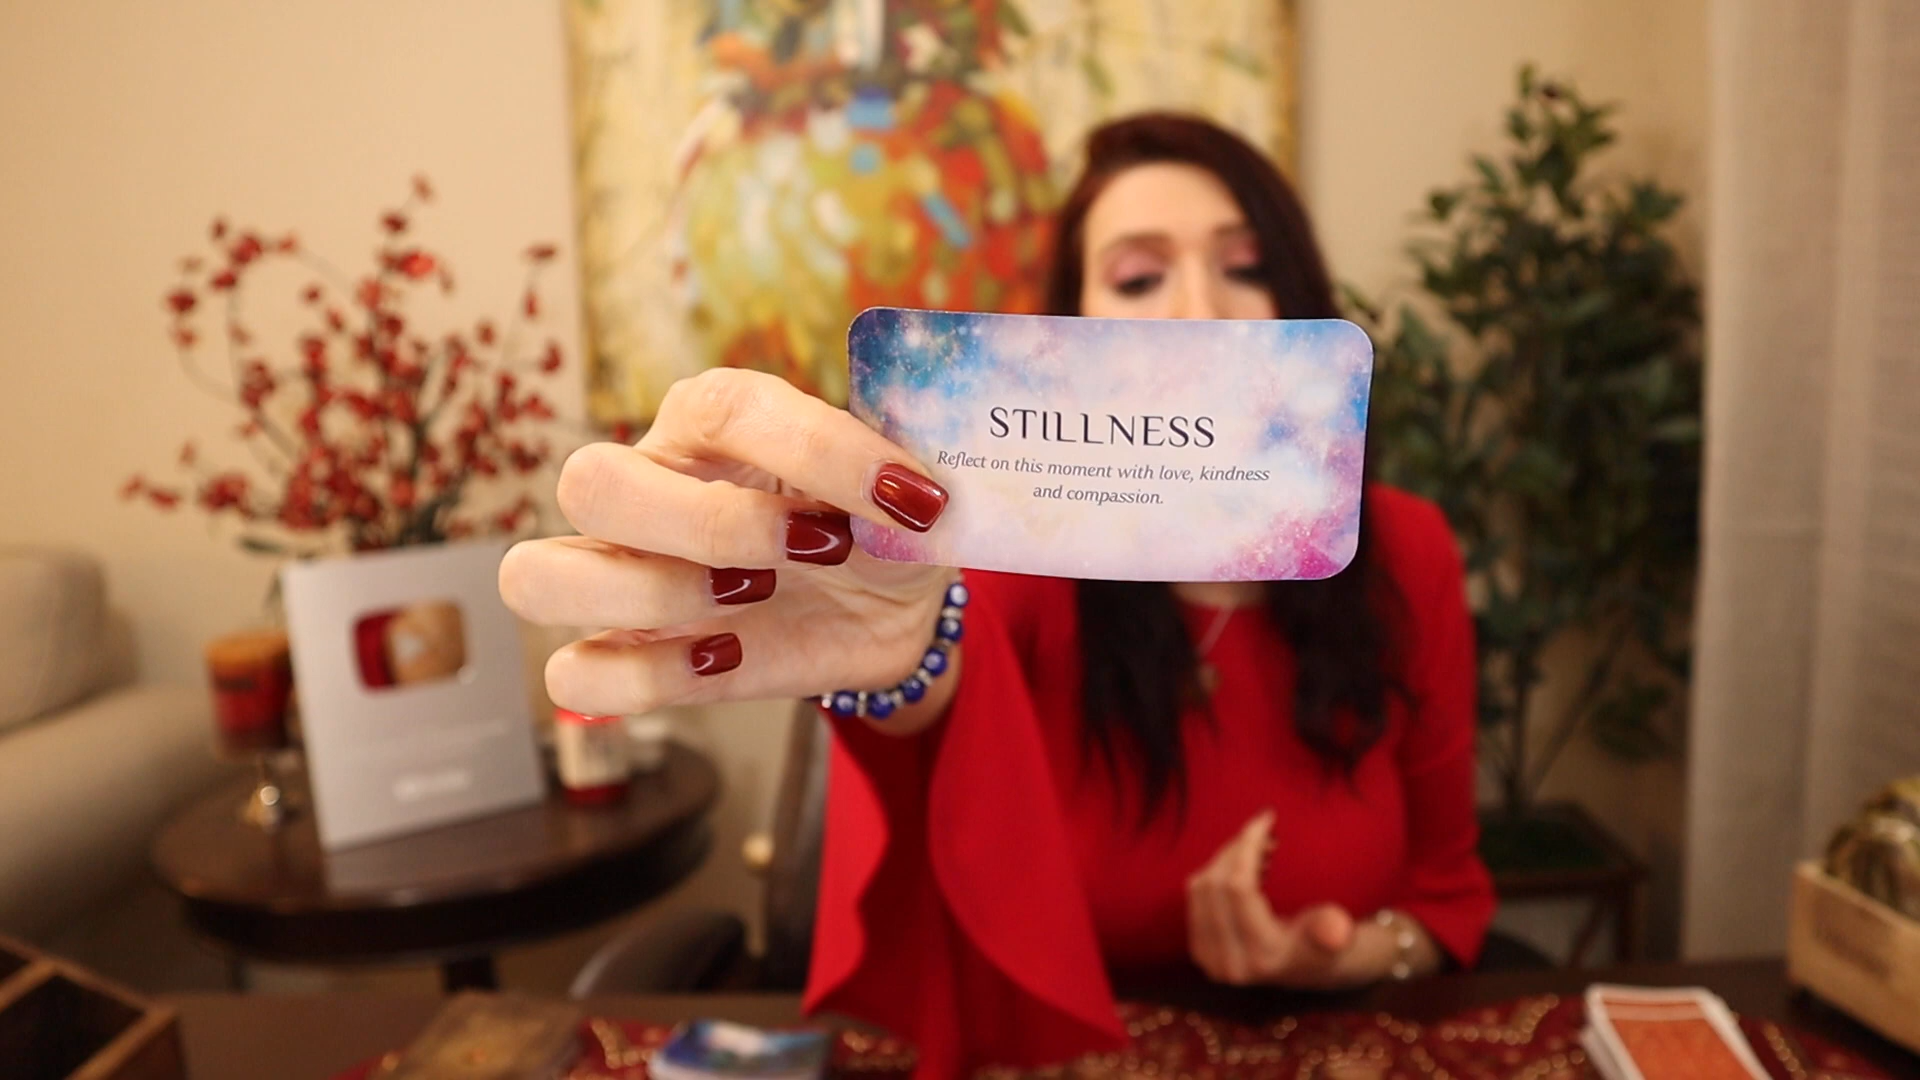 STILLNESS
Reflect on this moment with love, kindness
and compassion.